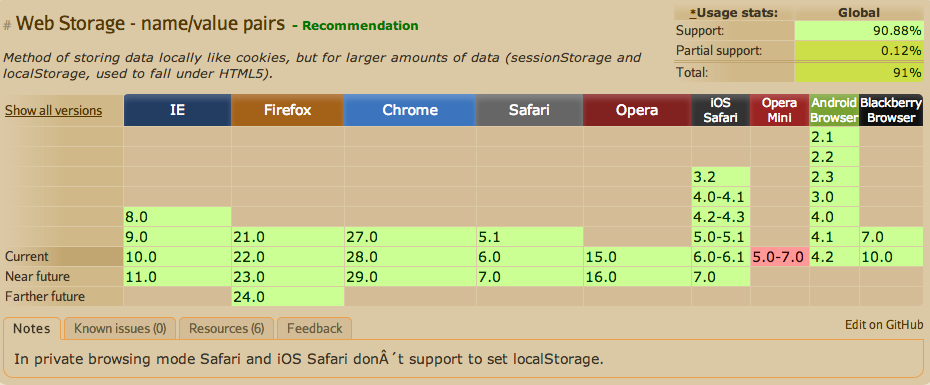 # Web Storage - name/value pairs - Recommendation
*Usage stats: Global
Support: 90.88%
Partial support: 0.12%
Total: 91%
Method of storing data locally like cookies, but for larger amounts of data (sessionStorage and
localStorage, used to fall under HTML5).
Show all versions IE Firefox Chrome Safari Opera iOS Safari Opera Mini Android Browser Blackberry Browser
2.1
2.2
3.2 2.3
4.0-4.1 3.0
8.0 4.2-4.3 4.0
9.0 21.0 27.0 5.1 5.0-5.1 4.1 7.0
Current 10.0 22.0 28.0 6.0 15.0 6.0-6.1 5.0-7.0 4.2 10.0
Near future 11.0 23.0 29.0 7.0 16.0 7.0
Farther future 24.0
Notes Known issues (0) Resources (6) Feedback Edit on GitHub
In private browsing mode Safari and iOS Safari donÂ´t support to set localStorage.